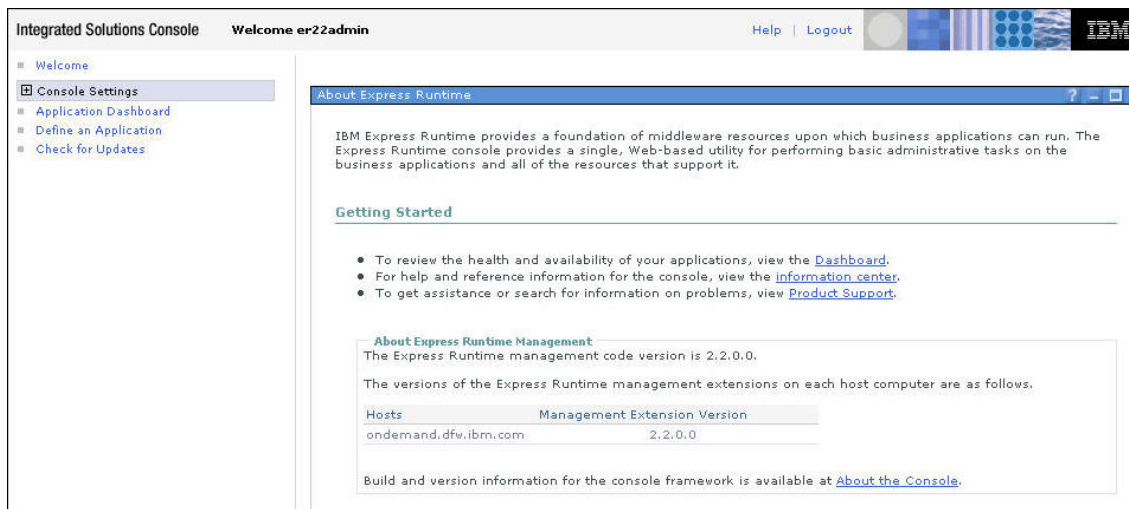 Integrated Solutions Console Welcome er22admin Help | Logout IBM
Welcome
Console Settings
Application Dashboard
Define an Application
Check for Updates
About Express Runtime ?
IBM Express Runtime provides a foundation of middleware resources upon which business applications can run. The
Express Runtime console provides a single, Web-based utility for performing basic administrative tasks on the
business applications and all of the resources that support it.
Getting Started
• To review the health and availability of your applications, view the Dashboard.
• For help and reference information for the console, view the information center.
• To get assistance or search for information on problems, view Product Support.
About Express Runtime Management
The Express Runtime management code version is 2.2.0.0.
The versions of the Express Runtime management extensions on each host computer are as follows.
Hosts Management Extension Version
ondemand.dfw.ibm.com 2.2.0.0
Build and version information for the console framework is available at About the Console.